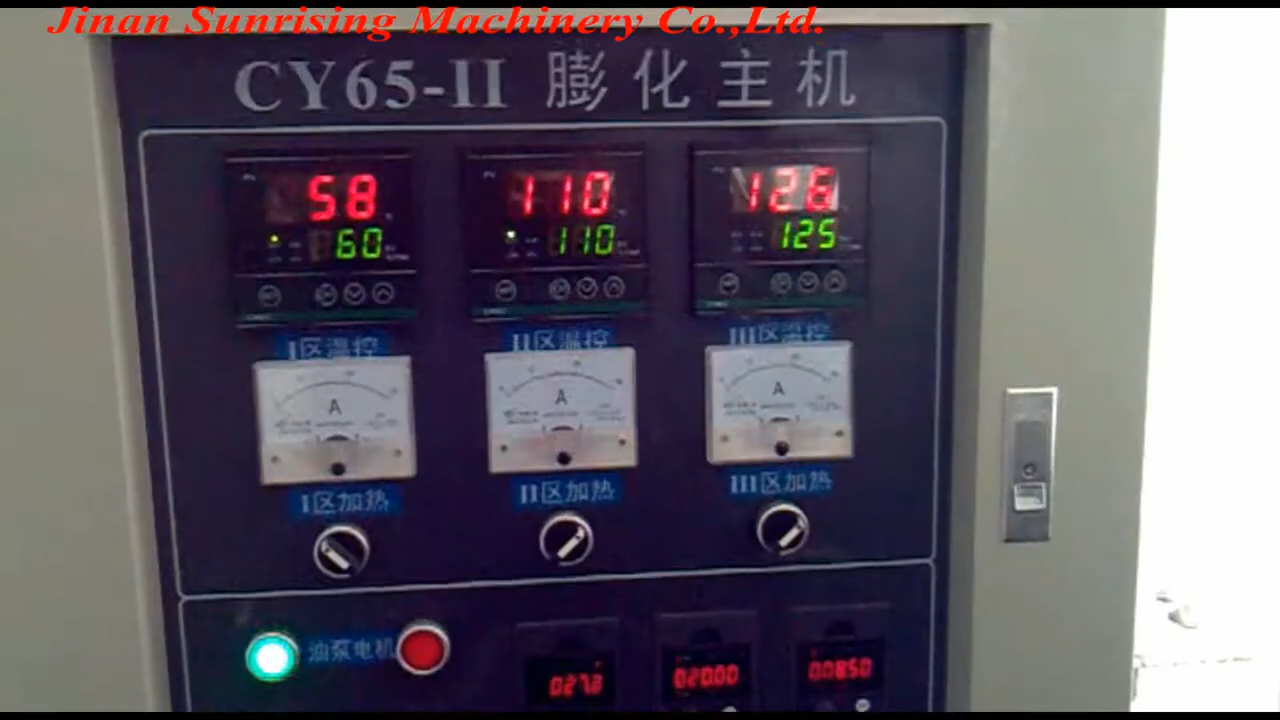 Jinan Sunrising Machinery Co.,Ltd.
CY65-II 膨化主机
58 110 126
60 110 125
I区温控 II区温控 III区温控
A A A
I区加热 II区加热 III区加热
油泵电机